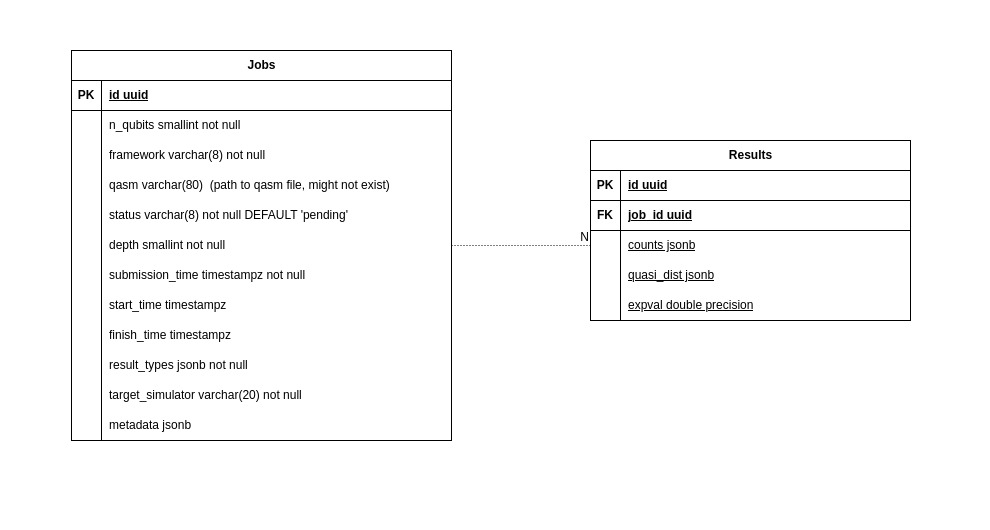 Jobs
PK id uuid
n_qubits smallint not null
framework varchar(8) not null
qasm varchar(80)  (path to qasm file, might not exist)
status varchar(8) not null DEFAULT 'pending'
depth smallint not null
submission_time timestampz not null
start_time timestampz
finish_time timestampz
result_types jsonb not null
target_simulator varchar(20) not null
metadata jsonb
N
Results
PK id uuid
FK job_id uuid
counts jsonb
quasi_dist jsonb
expval double precision